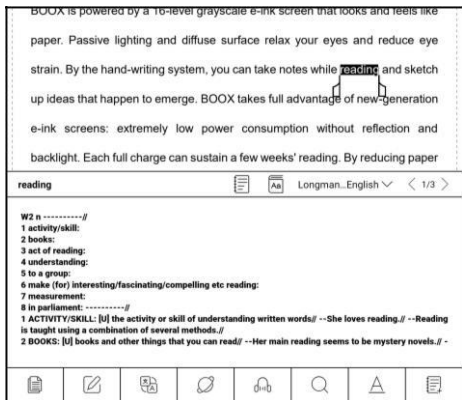 BOOX is powered by a 16-level grayscale e-ink screen that looks and feels like
paper. Passive lighting and diffuse surface relax your eyes and reduce eye
strain. By the hand-writing system, you can take notes while reading and sketch
up ideas that happen to emerge. BOOX takes full advantage of new-generation
e-ink screens: extremely low power consumption without reflection and
backlight. Each full charge can sustain a few weeks' reading. By reducing paper
reading
Longman...English
1/3
W2 n ----------//
1 activity/skill:
2 books:
3 act of reading:
4 understanding:
5 to a group:
6 make (for) interesting/fascinating/compelling etc reading:
7 measurement:
8 in parliament: ----------//
1 ACTIVITY/SKILL: [U] the activity or skill of understanding written words// --She loves reading.// --Reading
is taught using a combination of several methods.//
2 BOOKS: [U] books and other things that you can read// --Her main reading seems to be mystery novels.// -